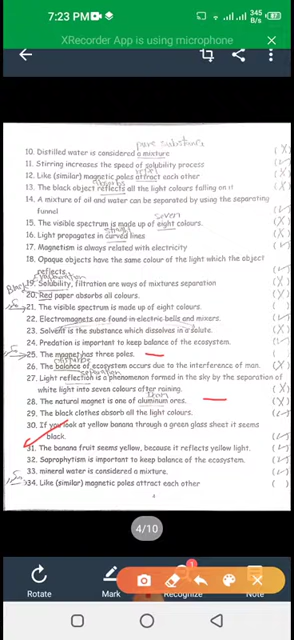 7:23 PM
345
B/s
87
XRecorder App is using microphone
pure substance
10. Distilled water is considered a mixture (X)
11. Stirring increases the speed of solubility process
12. Like (similar) magnetic poles attract each other (X)
absorbs
13. The black object reflects all the light colours falling on it (X)
14. A mixture of oil and water can be separated by using the separating
funnel
seven
15. The visible spectrum is made up of eight colours. (X)
16. Light propagates in curved lines (X)
17. Magnetism is always related with electricity
18. Opaque objects have same colour of the light which the object
reflects.
19. Solubility, filtration are ways of mixtures separation (X)
Black
20. Red paper absorbs all colours. (X)
21. The visible spectrum is made up of eight colours. (X)
22. Electromagnets are found in electric bells and mixers.
23. Solvent is the substance which dissolves in a solute. (X)
24. Predation is important to keep balance of the ecosystem.
25. The magnet has three poles. (X)
26. The balance of ecosystem occurs due to the interference of man. (X)
separation
27. Light reflection is a phenomenon formed in the sky by the separation of
white light into seven colours after raining. (X)
28. The natural magnet is one of aluminum ores. (X)
29. The black clothes absorb all the light colours.
30. If you look at yellow banana through a green glass sheet it seems
black.
31. The banana fruit seems yellow, because it reflects yellow light.
32. Saprophytism is important to keep balance of the ecosystem.
33. mineral water is considered a mixture.
34. Like (similar) magnetic poles attract each other ( )
4
4/10
Rotate
Mark
Recognize
1